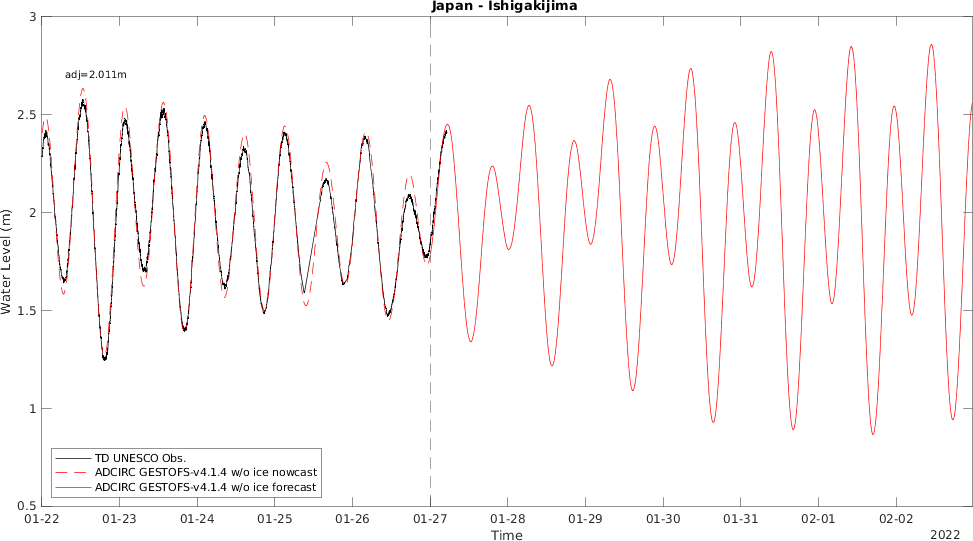 Japan - Ishigakijima
adj=2.011m
Water Level (m)
3
2.5
2
1.5
1
0.5
TD UNESCO Obs.
ADCIRC GESTOFS-v4.1.4 w/o ice nowcast
ADCIRC GESTOFS-v4.1.4 w/o ice forecast
01-22 01-23 01-24 01-25 01-26 01-27 01-28 01-29 01-30 01-31 02-01 02-02
Time
2022